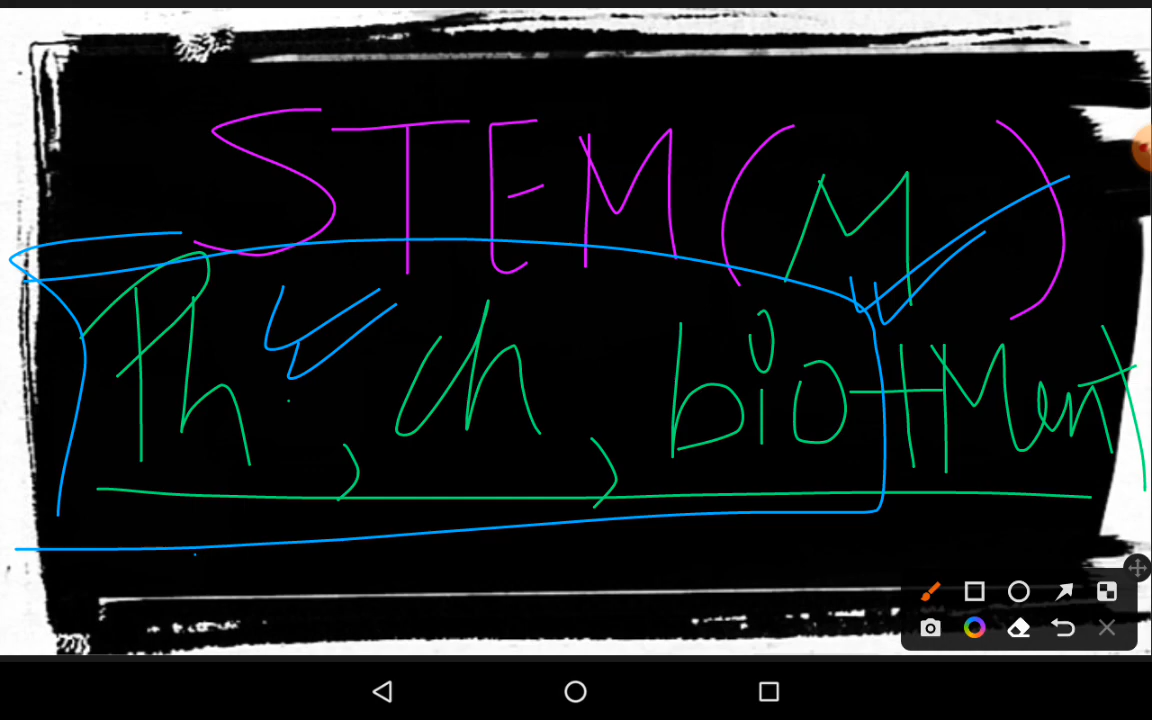 STEM (M)
Ph, ch, bio + Ment